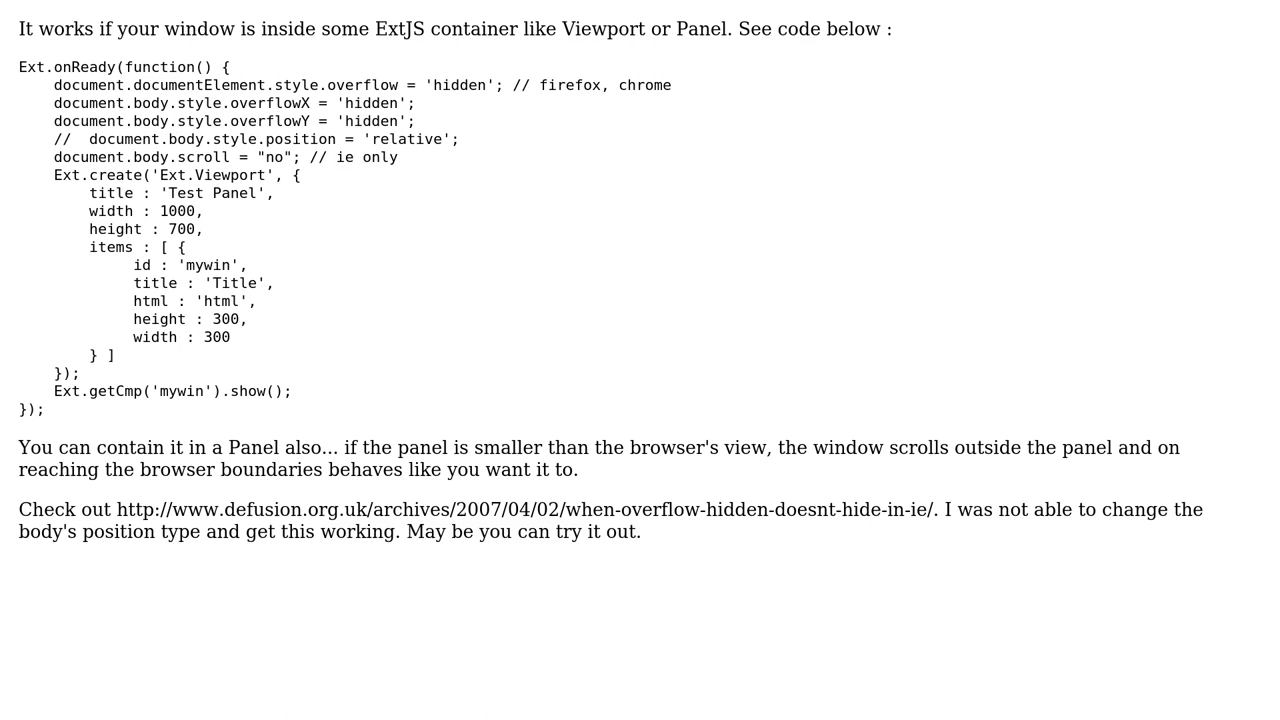 It works if your window is inside some ExtJS container like Viewport or Panel. See code below :
Ext.onReady(function() {
    document.documentElement.style.overflow = 'hidden'; // firefox, chrome
    document.body.style.overflowX = 'hidden';
    document.body.style.overflowY = 'hidden';
    //  document.body.style.position = 'relative';
    document.body.scroll = "no"; // ie only
    Ext.create('Ext.Viewport', {
        title : 'Test Panel',
        width : 1000,
        height : 700,
        items : [ {
             id : 'mywin',
             title : 'Title',
             html : 'html',
             height : 300,
             width : 300
        } ]
    });
    Ext.getCmp('mywin').show();
});
You can contain it in a Panel also... if the panel is smaller than the browser's view, the window scrolls outside the panel and on
reaching the browser boundaries behaves like you want it to.
Check out http://www.defusion.org.uk/archives/2007/04/02/when-overflow-hidden-doesnt-hide-in-ie/. I was not able to change the
body's position type and get this working. May be you can try it out.